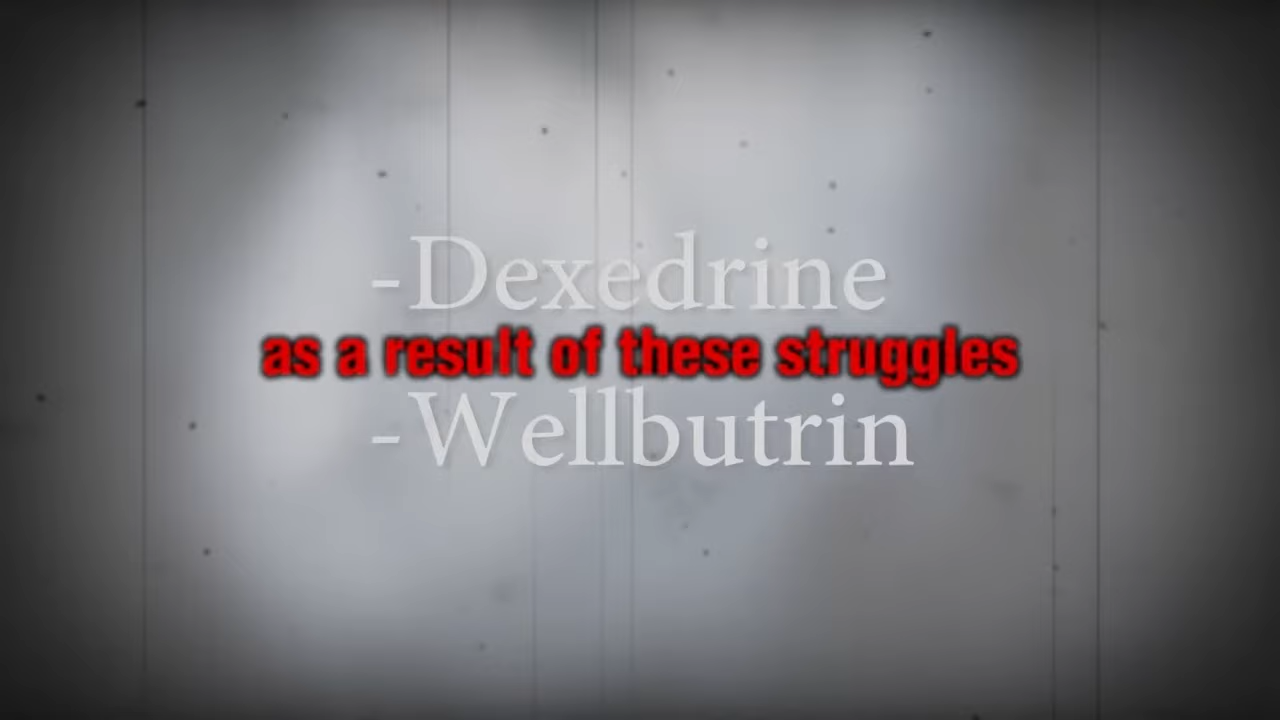 -Dexedrine
as a result of these struggles
-Wellbutrin